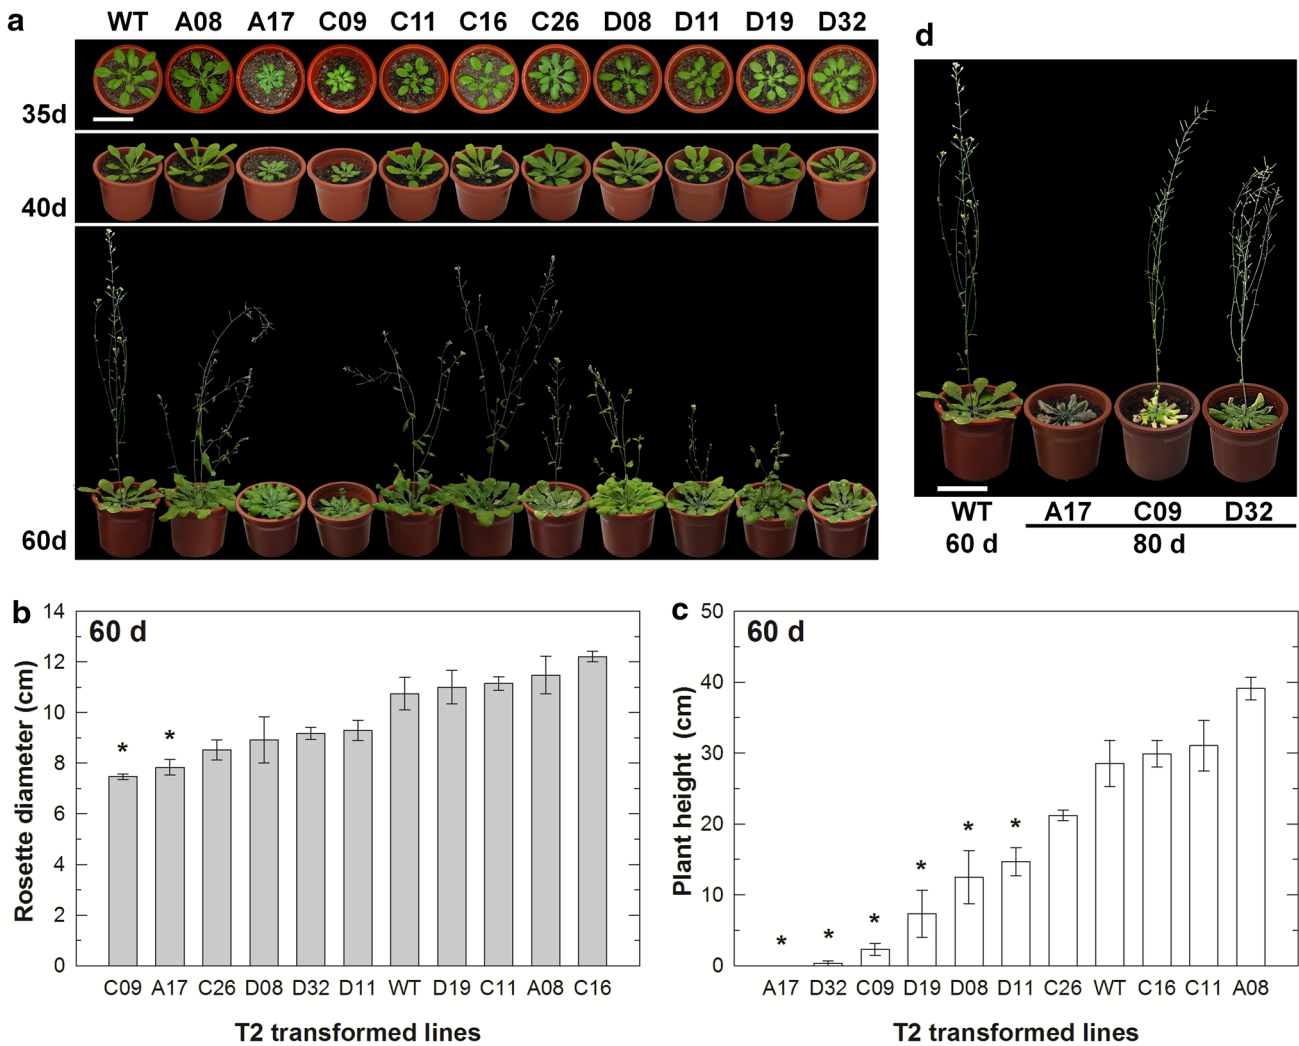 a
WT A08 A17 C09 C11 C16 C26 D08 D11 D19 D32
35d
40d
60d
d
WT A17 C09 D32
60 d 80 d
b
60 d
Rosette diameter (cm)
14
12
10
8
6
4
2
0
* *
C09 A17 C26 D08 D32 D11 WT D19 C11 A08 C16
T2 transformed lines
c
60 d
Plant height (cm)
50
40
30
20
10
0
* * * * * *
A17 D32 C09 D19 D08 D11 C26 WT C16 C11 A08
T2 transformed lines